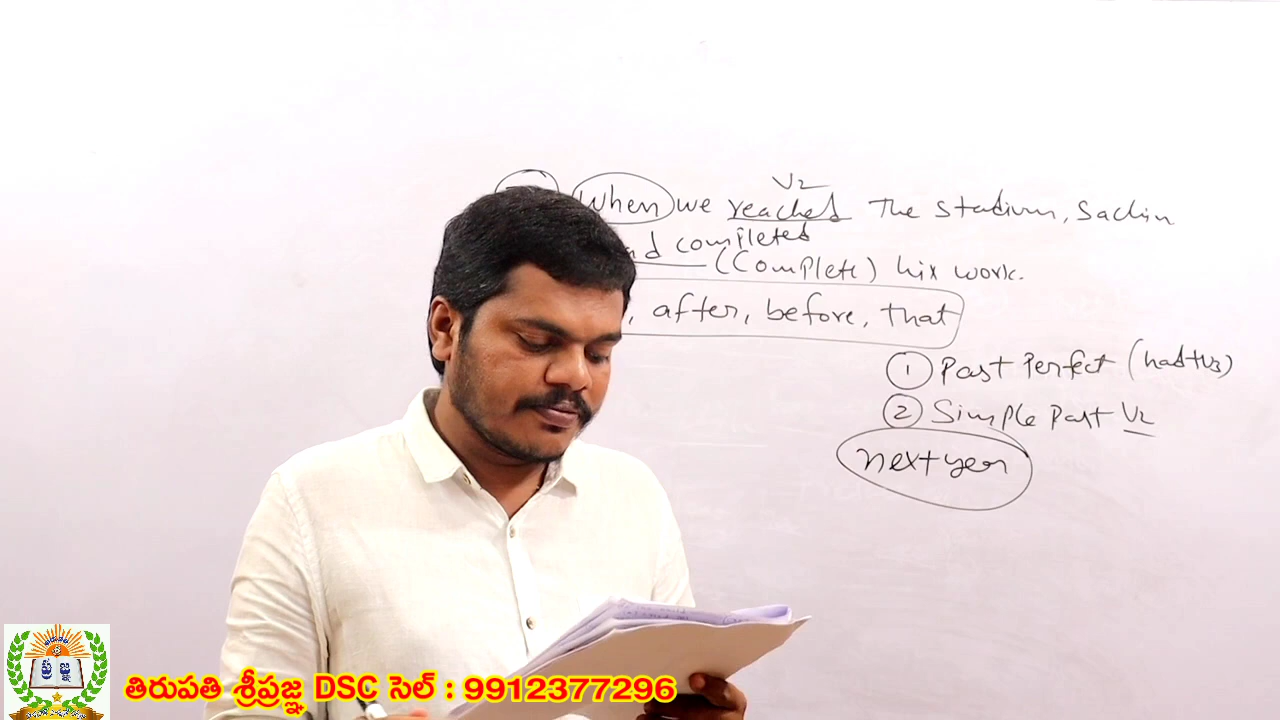 V2
When we reached The Stadium, Sachin
completed
(Complete) his work.
, after, before, that
① Past Perfect (had+V3)
② Simple Past V2
next year
తిరుపతి శ్రీప్రజ్ఞ DSC సెల్ : 9912377296